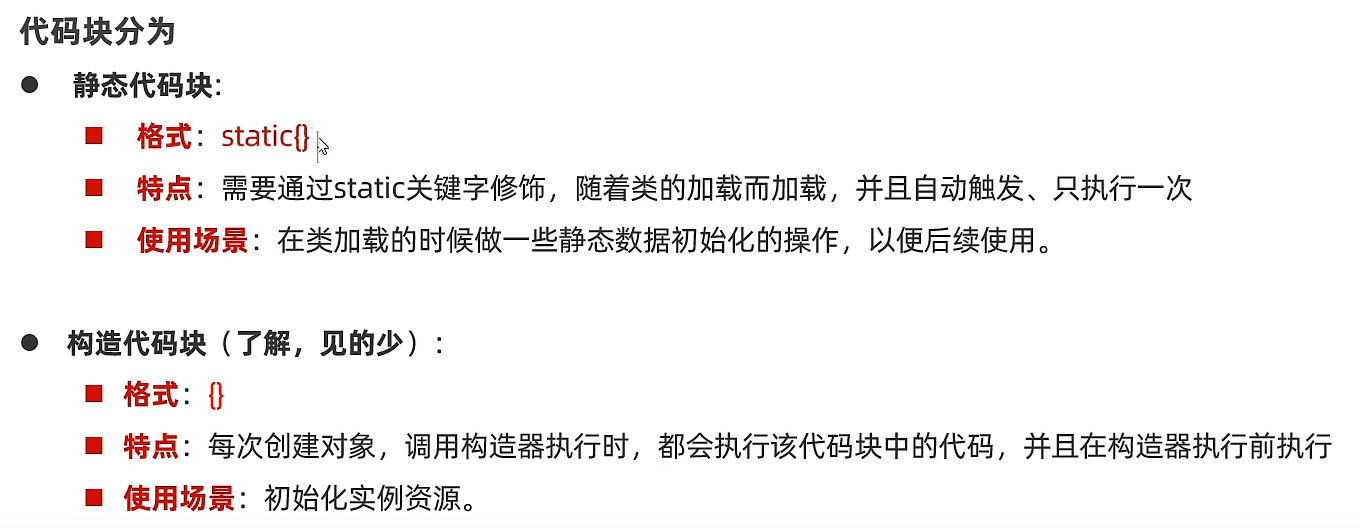 代码块分为
静态代码块：
格式：static{}
特点：需要通过static关键字修饰，随着类的加载而加载，并且自动触发、只执行一次
使用场景：在类加载的时候做一些静态数据初始化的操作，以便后续使用。
构造代码块（了解，见的少）：
格式：{}
特点：每次创建对象，调用构造器执行时，都会执行该代码块中的代码，并且在构造器执行前执行
使用场景：初始化实例资源。